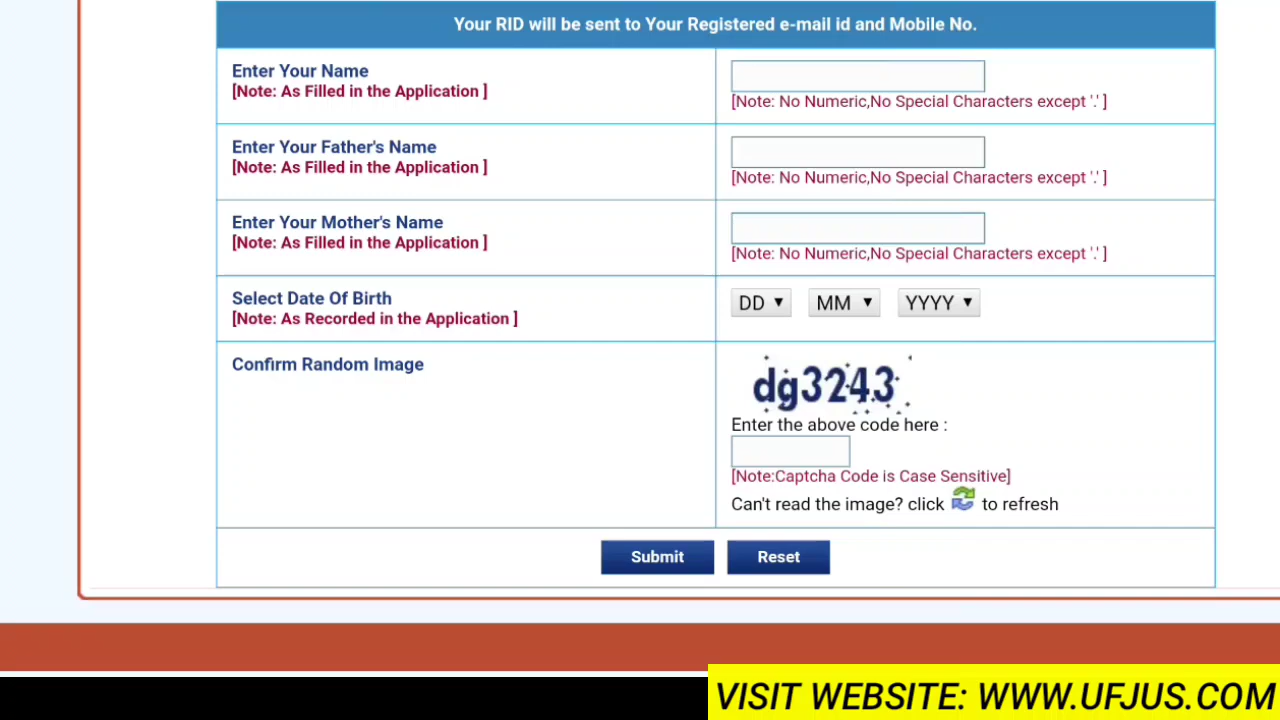 Your RID will be sent to Your Registered e-mail id and Mobile No.
Enter Your Name
[Note: As Filled in the Application ]
[Note: No Numeric,No Special Characters except '.' ]
Enter Your Father's Name
[Note: As Filled in the Application ]
[Note: No Numeric,No Special Characters except '.' ]
Enter Your Mother's Name
[Note: As Filled in the Application ]
[Note: No Numeric,No Special Characters except '.' ]
Select Date Of Birth
[Note: As Recorded in the Application ]
DD ▼ MM ▼ YYYY ▼
Confirm Random Image
dg3243
Enter the above code here :
[Note:Captcha Code is Case Sensitive]
Can't read the image? click to refresh
Submit Reset
VISIT WEBSITE: WWW.UFJUS.COM